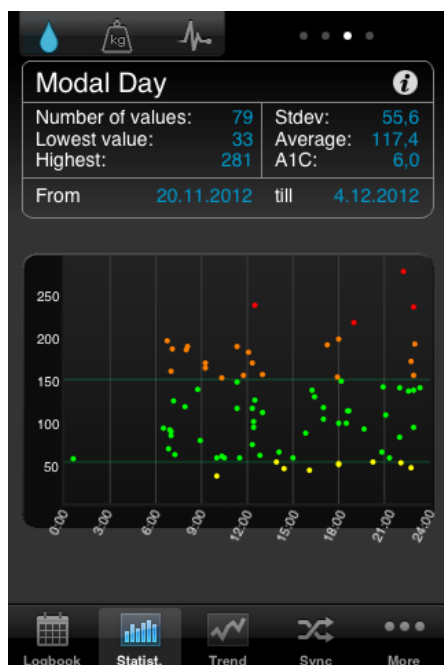 kg
Modal Day i
Number of values: 79 Stdev: 55,6
Lowest value: 33 Average: 117,4
Highest: 281 A1C: 6,0
From 20.11.2012 till 4.12.2012
250
200
150
100
50
0:00 3:00 6:00 9:00 12:00 15:00 18:00 21:00 24:00
Logbook Statist. Trend Sync More